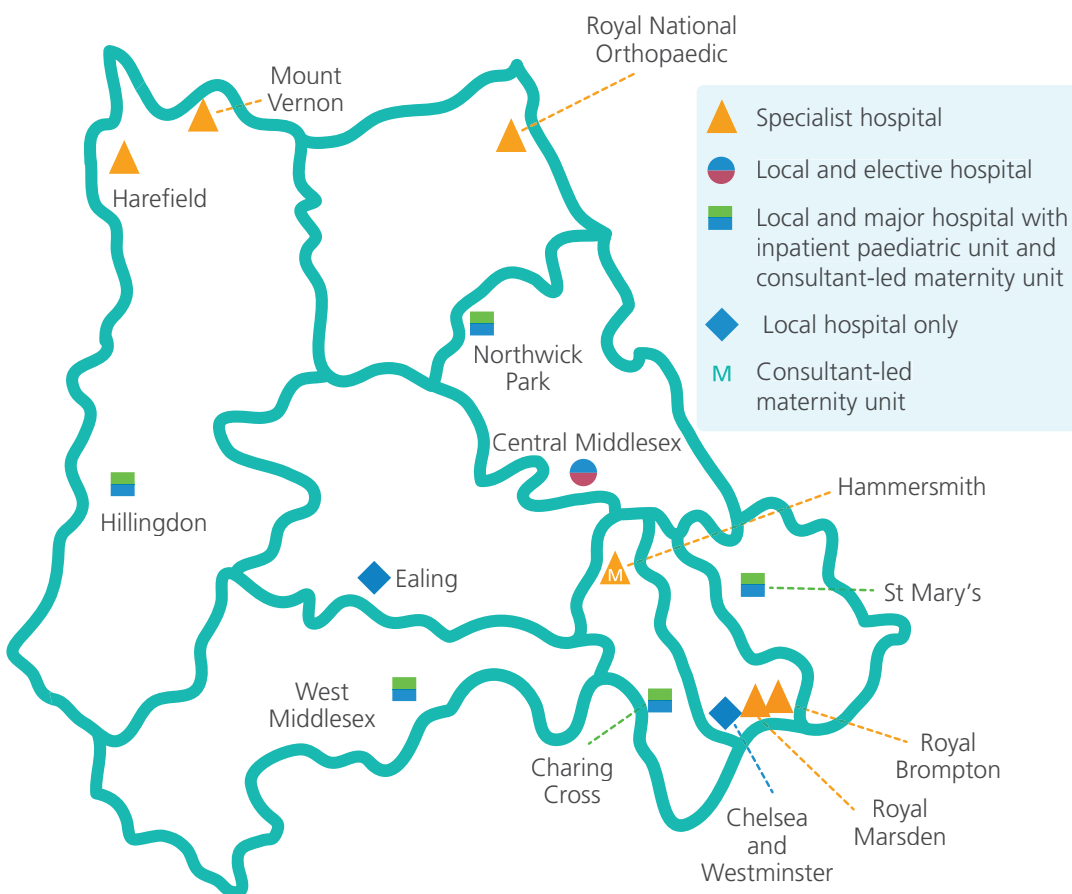 Royal National
Orthopaedic
Mount
Vernon
Harefield
Specialist hospital
Local and elective hospital
Local and major hospital with
inpatient paediatric unit and
consultant-led maternity unit
Local hospital only
M Consultant-led
maternity unit
Northwick
Park
Central Middlesex
Hammersmith
Hillingdon
M
Ealing
St Mary's
West
Middlesex
Charing
Cross
Royal
Brompton
Royal
Marsden
Chelsea
and
Westminster